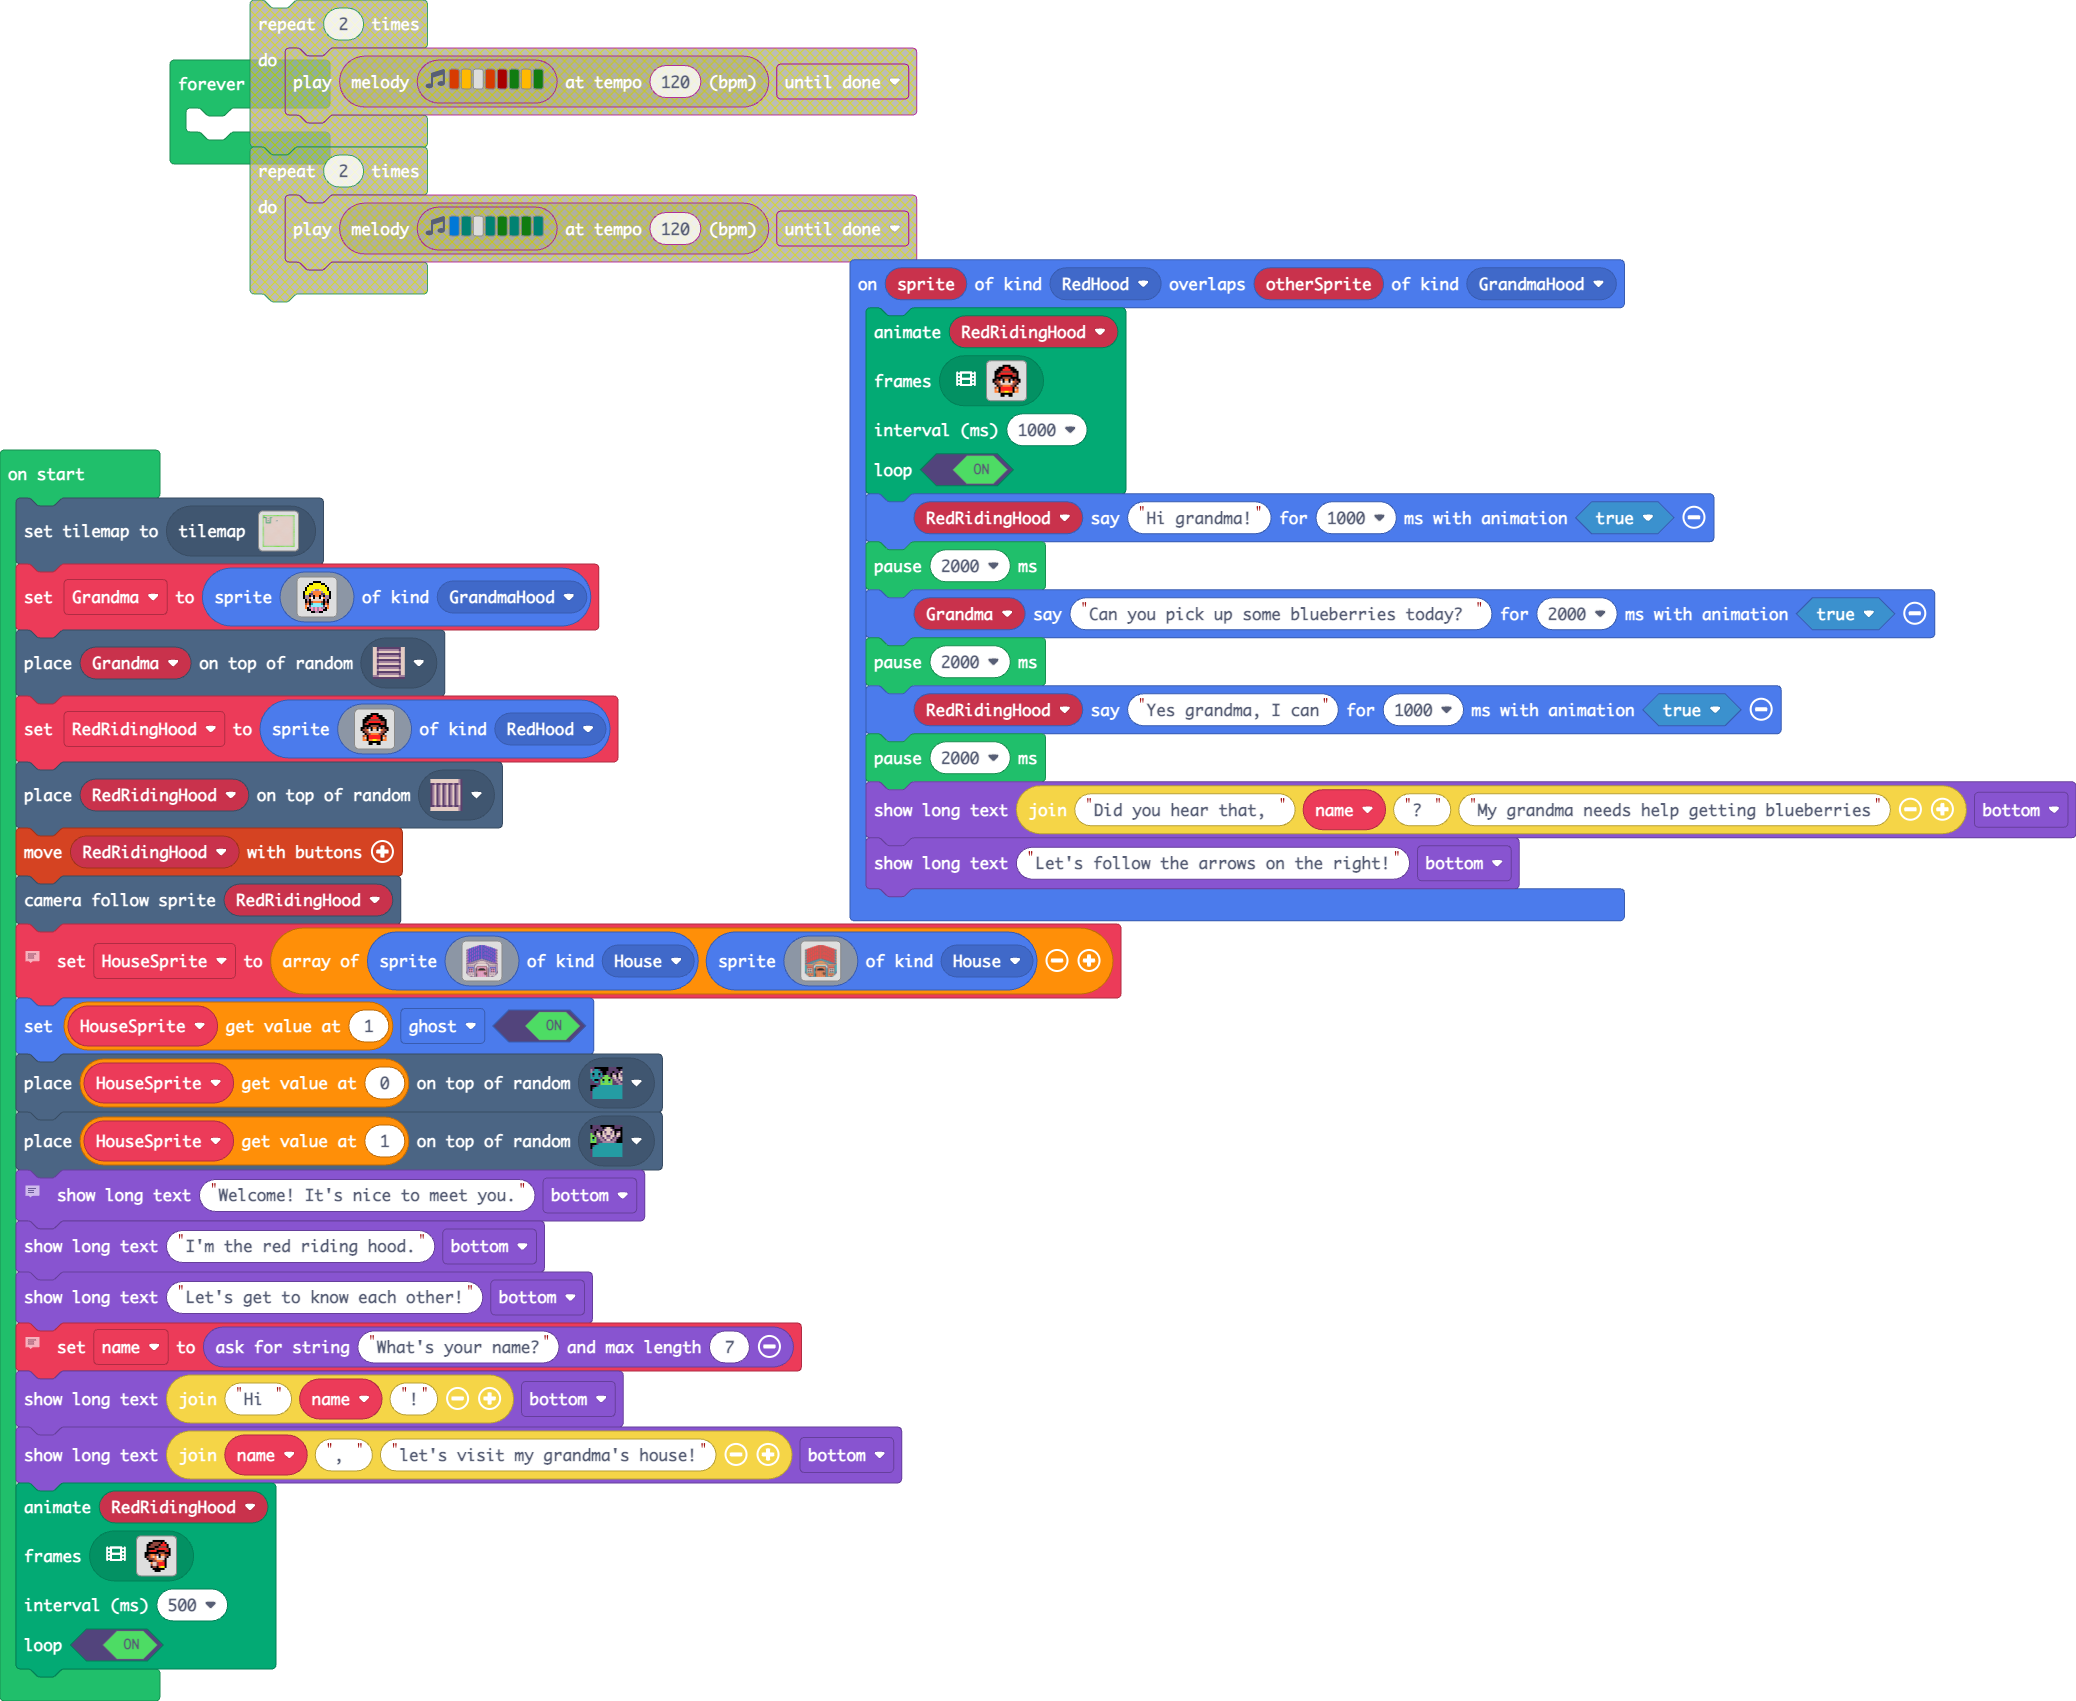 repeat 2 times
do
forever
play melody at tempo 120 (bpm) until done
repeat 2 times
do
play melody at tempo 120 (bpm) until done
on sprite of kind RedHood overlaps otherSprite of kind GrandmaHood
animate RedRidingHood
frames
interval (ms) 1000
loop ON
RedRidingHood say "Hi grandma!" for 1000 ms with animation true
pause 2000 ms
Grandma say "Can you pick up some blueberries today? " for 2000 ms with animation true
pause 2000 ms
RedRidingHood say "Yes grandma, I can" for 1000 ms with animation true
pause 2000 ms
show long text join "Did you hear that, " name "? " "My grandma needs help getting blueberries" bottom
show long text "Let's follow the arrows on the right!" bottom
on start
set tilemap to tilemap
set Grandma to sprite of kind GrandmaHood
place Grandma on top of random
set RedRidingHood to sprite of kind RedHood
place RedRidingHood on top of random
move RedRidingHood with buttons
camera follow sprite RedRidingHood
set HouseSprite to array of sprite of kind House sprite of kind House
set HouseSprite get value at 1 ghost ON
place HouseSprite get value at 0 on top of random
place HouseSprite get value at 1 on top of random
show long text "Welcome! It's nice to meet you." bottom
show long text "I'm the red riding hood." bottom
show long text "Let's get to know each other!" bottom
set name to ask for string "What's your name?" and max length 7
show long text join "Hi " name "!" bottom
show long text join name ", " "let's visit my grandma's house!" bottom
animate RedRidingHood
frames
interval (ms) 500
loop ON